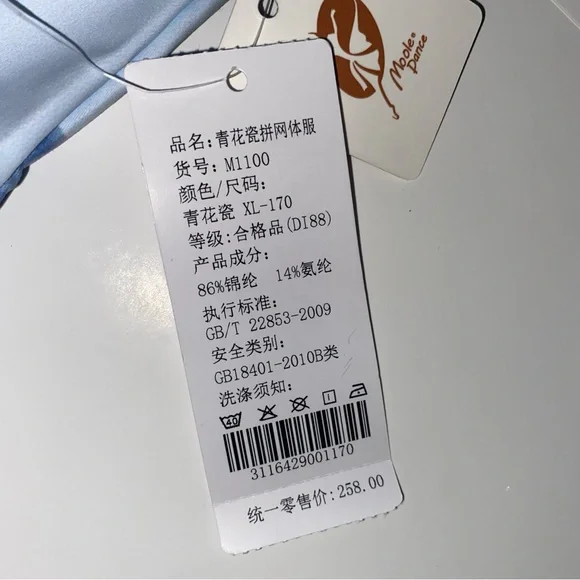 Moole®
Dance
品名:青花瓷拼网体服
货号: M1100
颜色/尺码:
青花瓷 XL-170
等级:合格品(DI88)
产品成分:
86%锦纶 14%氨纶
执行标准:
GB/T 22853-2009
安全类别:
GB18401-2010B类
洗涤须知:
40
3116429001170
统一零售价:258.00